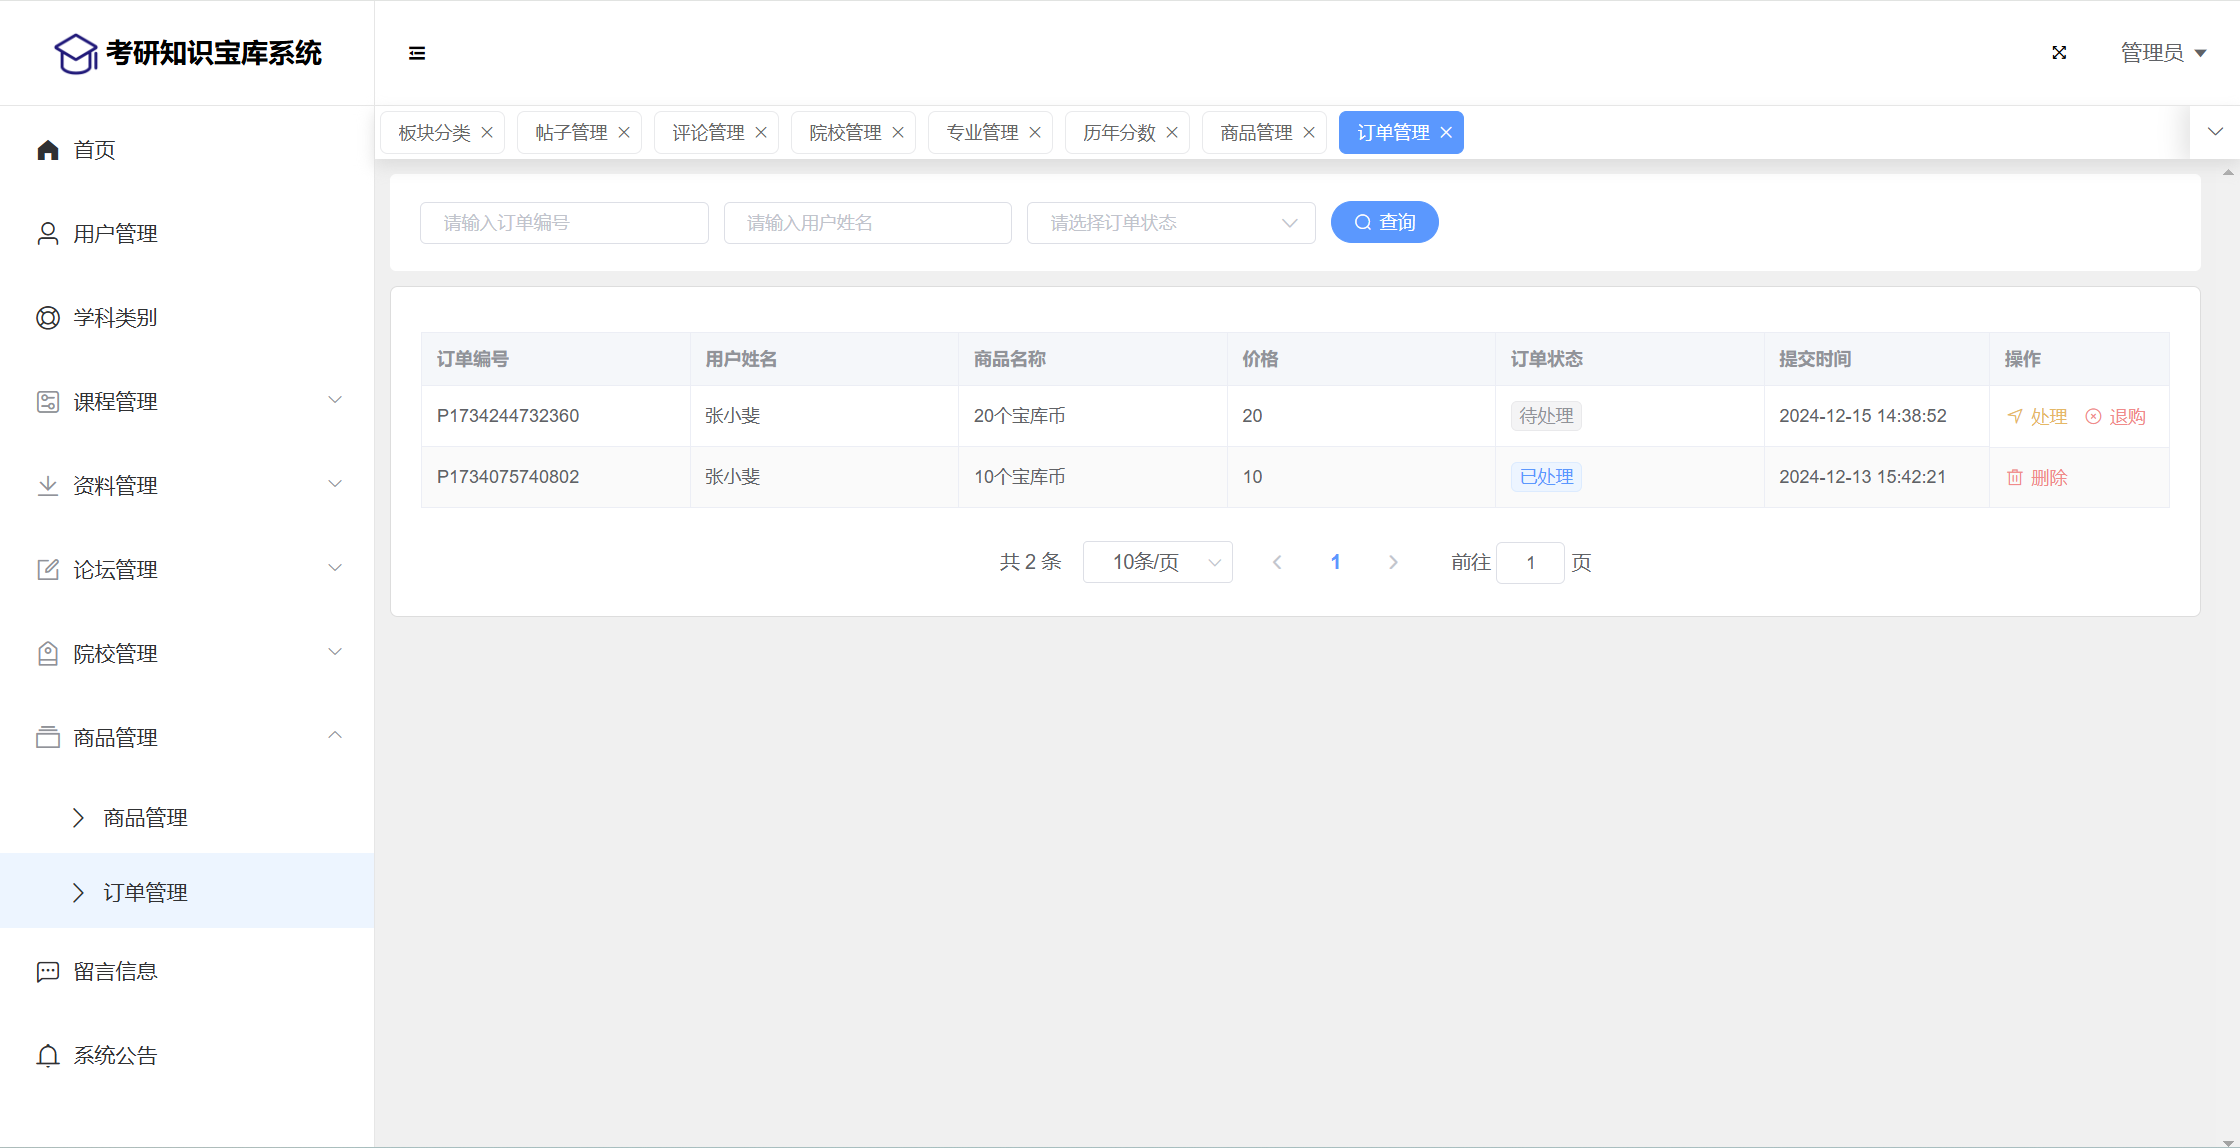 考研知识宝库系统
管理员
首页
用户管理
学科类别
课程管理
资料管理
论坛管理
院校管理
商品管理
商品管理
订单管理
留言信息
系统公告
板块分类 帖子管理 评论管理 院校管理 专业管理 历年分数 商品管理 订单管理
请输入订单编号 请输入用户姓名 请选择订单状态 查询
订单编号 用户姓名 商品名称 价格 订单状态 提交时间 操作
P1734244732360 张小斐 20个宝库币 20 待处理 2024-12-15 14:38:52 处理 退购
P1734075740802 张小斐 10个宝库币 10 已处理 2024-12-13 15:42:21 删除
共 2 条 10条/页 1 前往 1 页